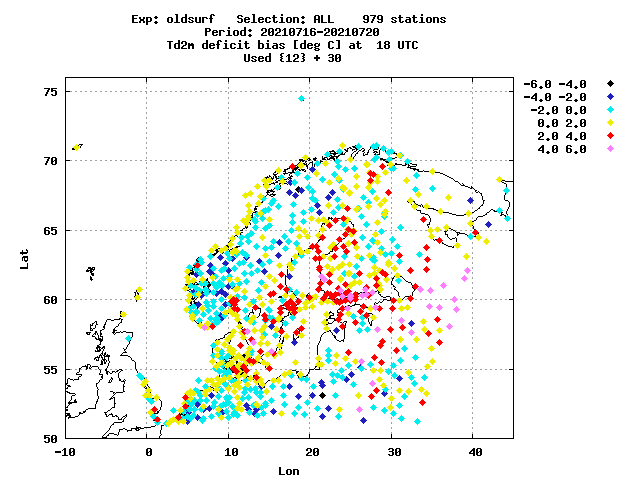 Exp: oldsurf   Selection: ALL    979 stations
Period: 20210716-20210720
Td2m deficit bias [deg C] at  18 UTC
Used {12} + 30
-6.0 -4.0
-4.0 -2.0
-2.0 0.0
0.0 2.0
2.0 4.0
4.0 6.0
75
70
65
60
55
50
Lat
-10 0 10 20 30 40
Lon